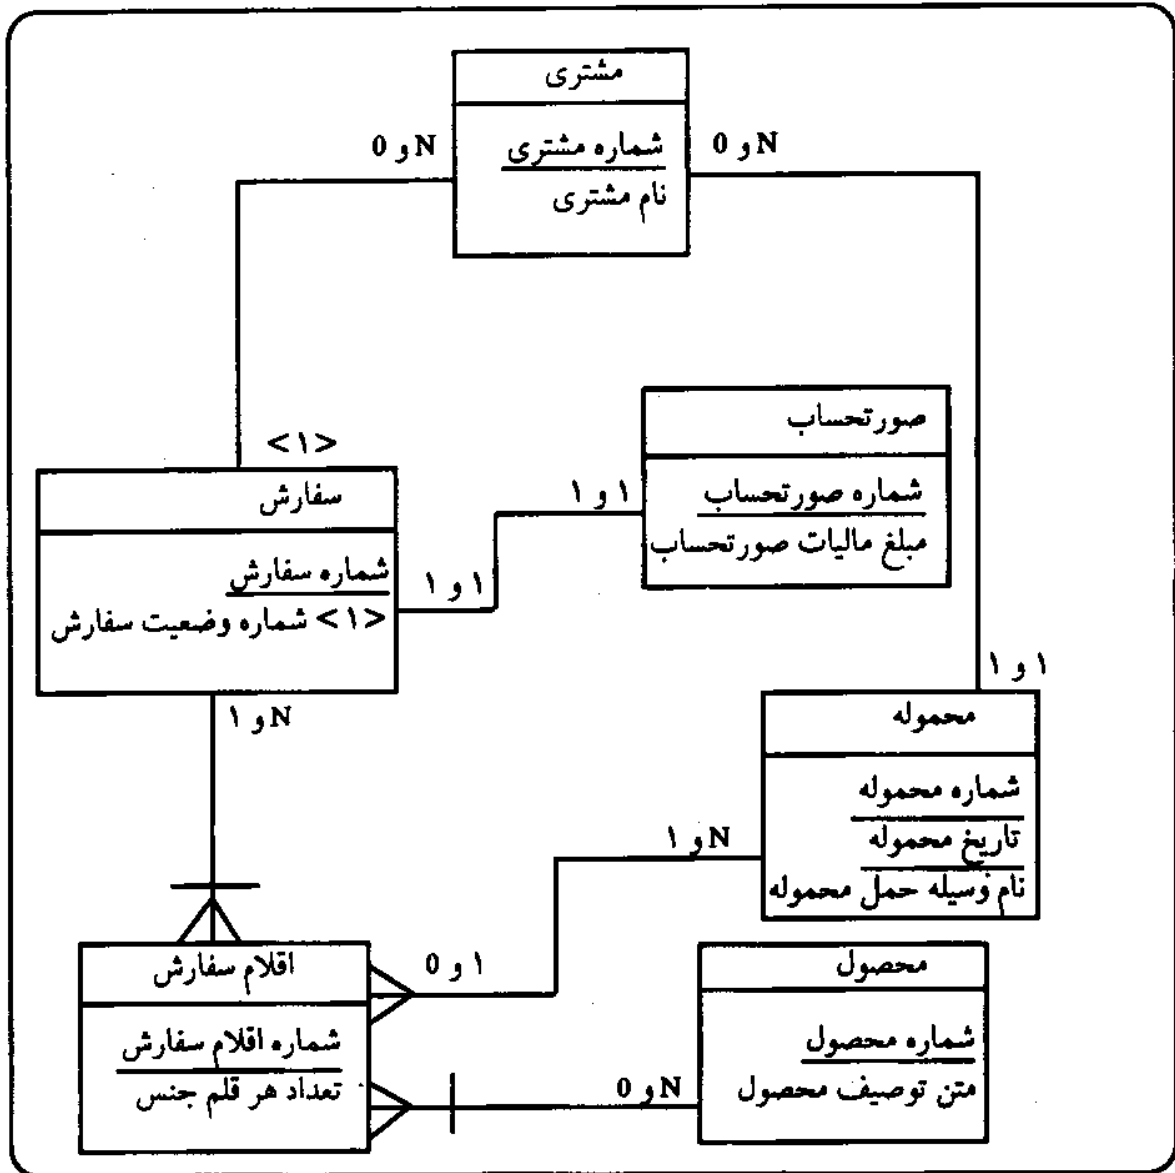 مشتری
شماره مشتری
نام مشتری
0 و N
0 و N
صورتحساب
شماره صورتحساب
مبلغ مالیات صورتحساب
<۱>
سفارش
شماره سفارش
<۱> شماره وضعیت سفارش
۱ و ۱
۱ و ۱
۱ و N
۱ و ۱
محموله
شماره محموله
تاریخ محموله
نام وسیله حمل محموله
۱ و N
اقلام سفارش
شماره اقلام سفارش
تعداد هر قلم جنس
0 و ۱
محصول
شماره محصول
متن توصیف محصول
0 و N